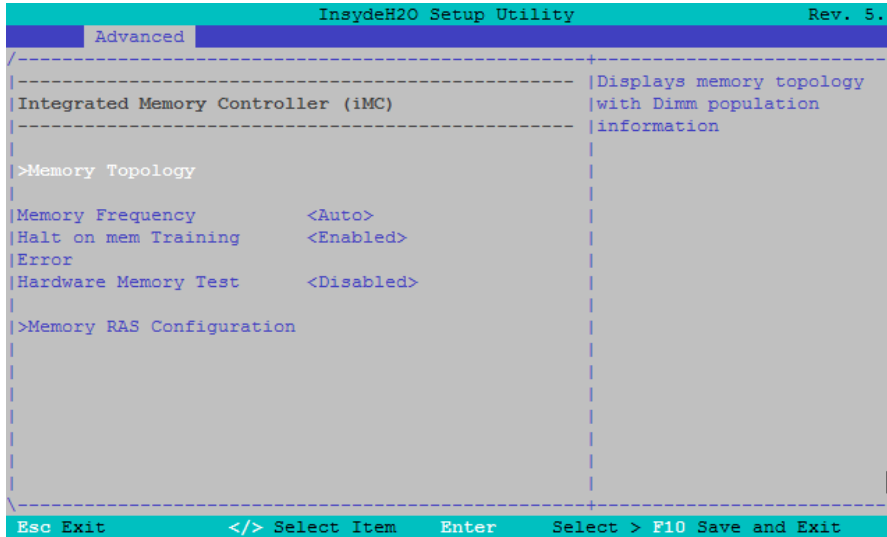 InsydeH2O Setup Utility Rev. 5.
Advanced
/---------------------------------------------------+--------------------------
|-------------------------------------------------- |Displays memory topology
|Integrated Memory Controller (iMC) |with Dimm population
|-------------------------------------------------- |information
>Memory Topology
Memory Frequency <Auto>
Halt on mem Training <Enabled>
Error
Hardware Memory Test <Disabled>
>Memory RAS Configuration
\---------------------------------------------------+--------------------------
Esc Exit </> Select Item Enter Select > F10 Save and Exit